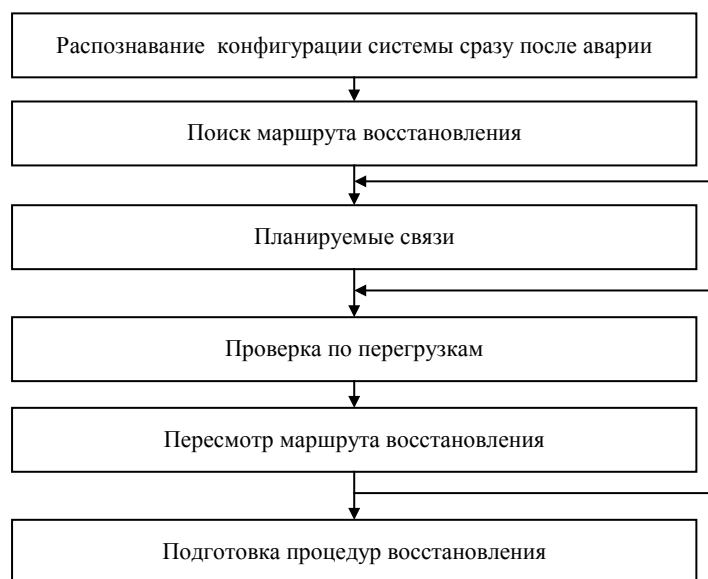 Распознавание конфигурации системы сразу после аварии
Поиск маршрута восстановления
Планируемые связи
Проверка по перегрузкам
Пересмотр маршрута восстановления
Подготовка процедур восстановления